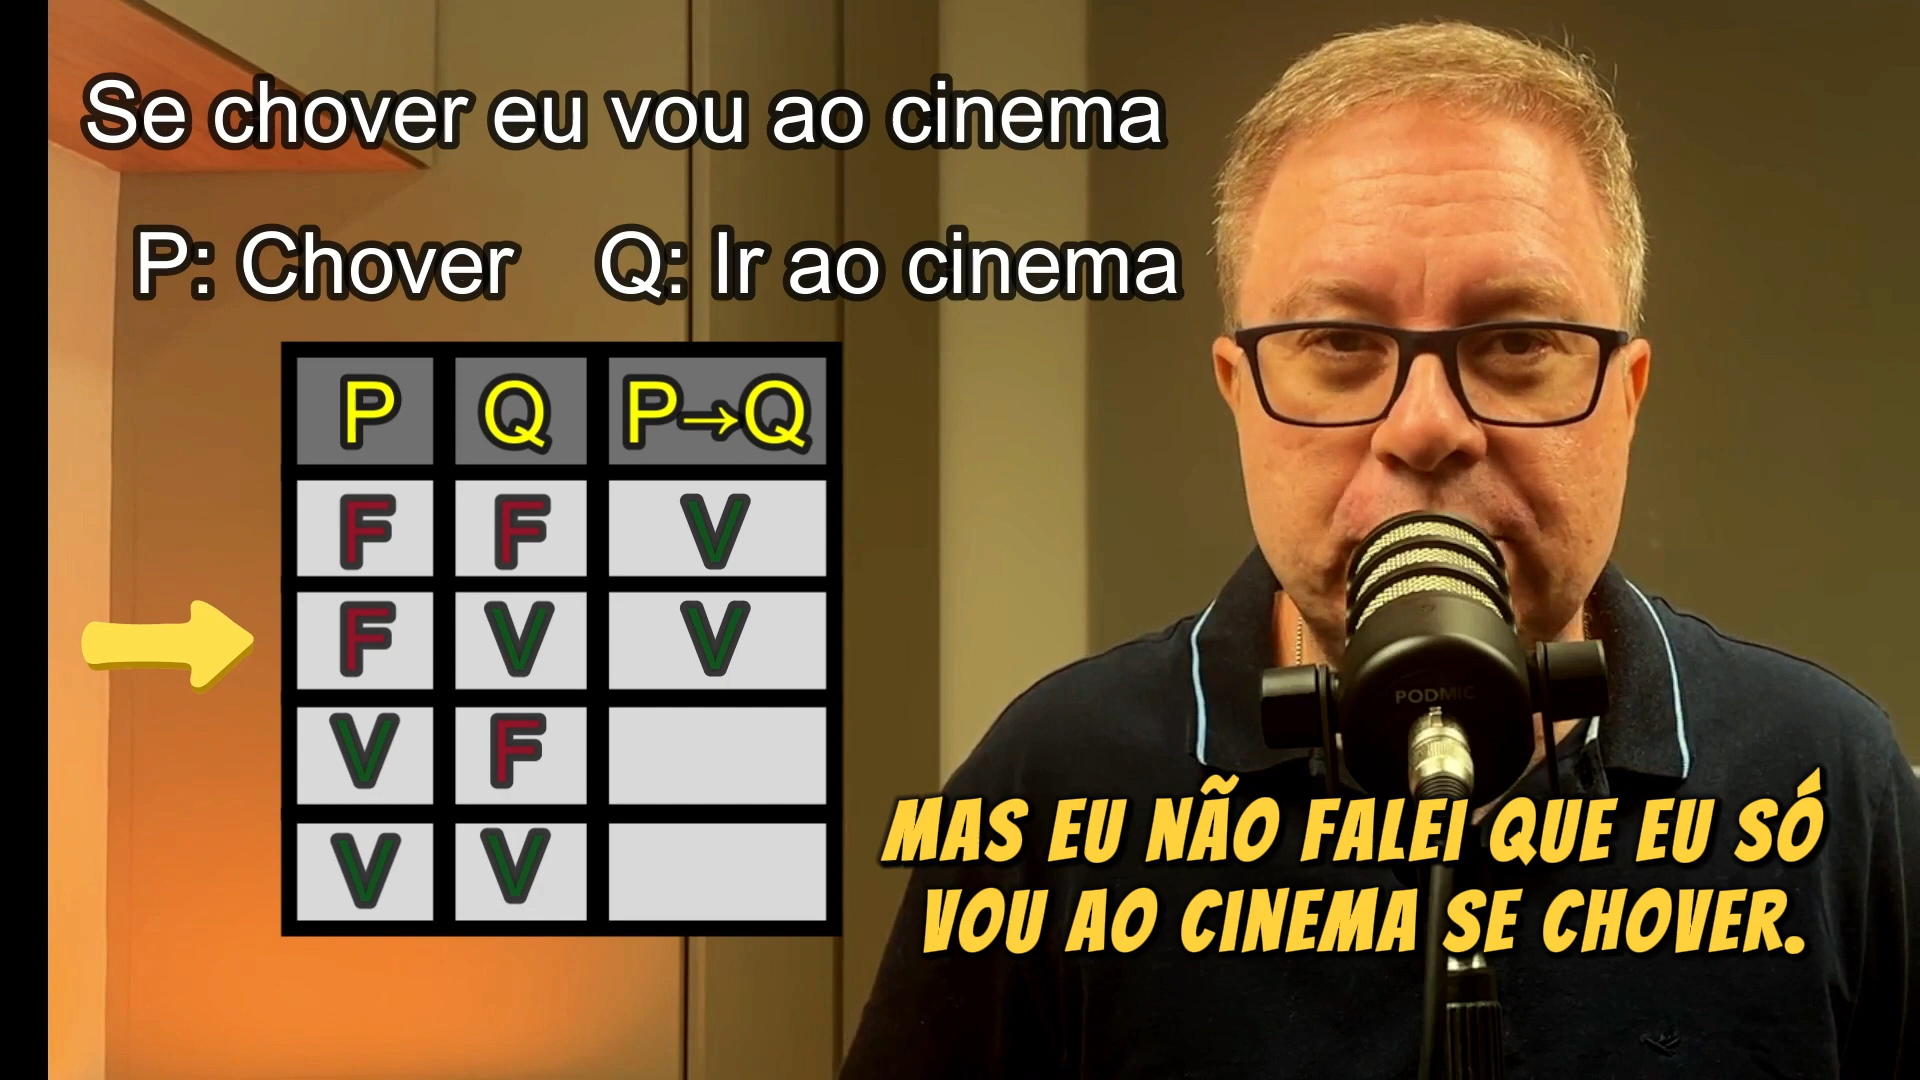 Se chover eu vou ao cinema
P: Chover Q: Ir ao cinema
P Q P→Q
F F V
F V V
V F
V V
PODMIC
MAS EU NÃO FALEI QUE EU SÓ
VOU AO CINEMA SE CHOVER.